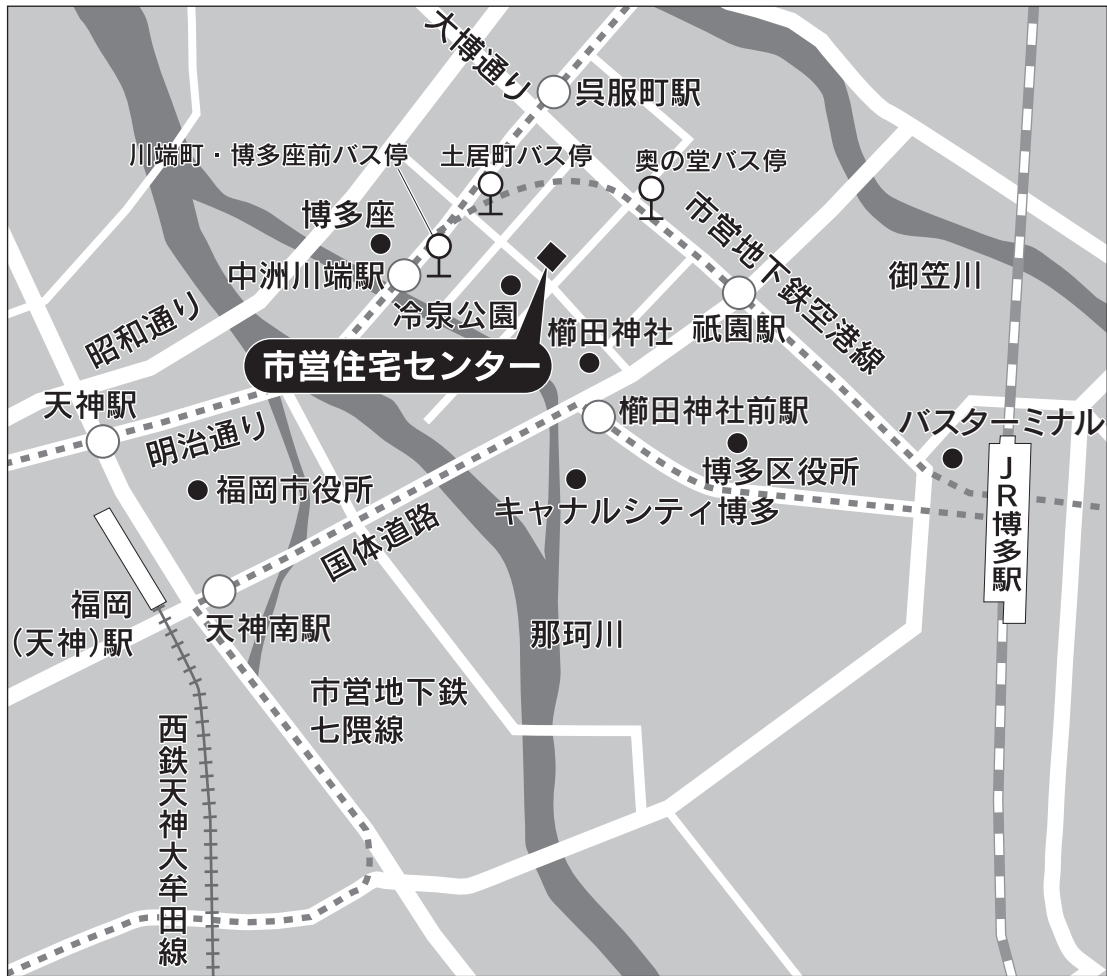 大博通り
呉服町駅
川端町・博多座前バス停
土居町バス停
奥の堂バス停
博多座
市営地下鉄空港線
中洲川端駅
御笠川
冷泉公園
昭和通り
櫛田神社
祇園駅
市営住宅センター
天神駅
明治通り
櫛田神社前駅
バスターミナル
博多区役所
福岡市役所
キャナルシティ博多
JR博多駅
国体道路
福岡
(天神)駅
天神南駅
那珂川
市営地下鉄
七隈線
西鉄天神大牟田線